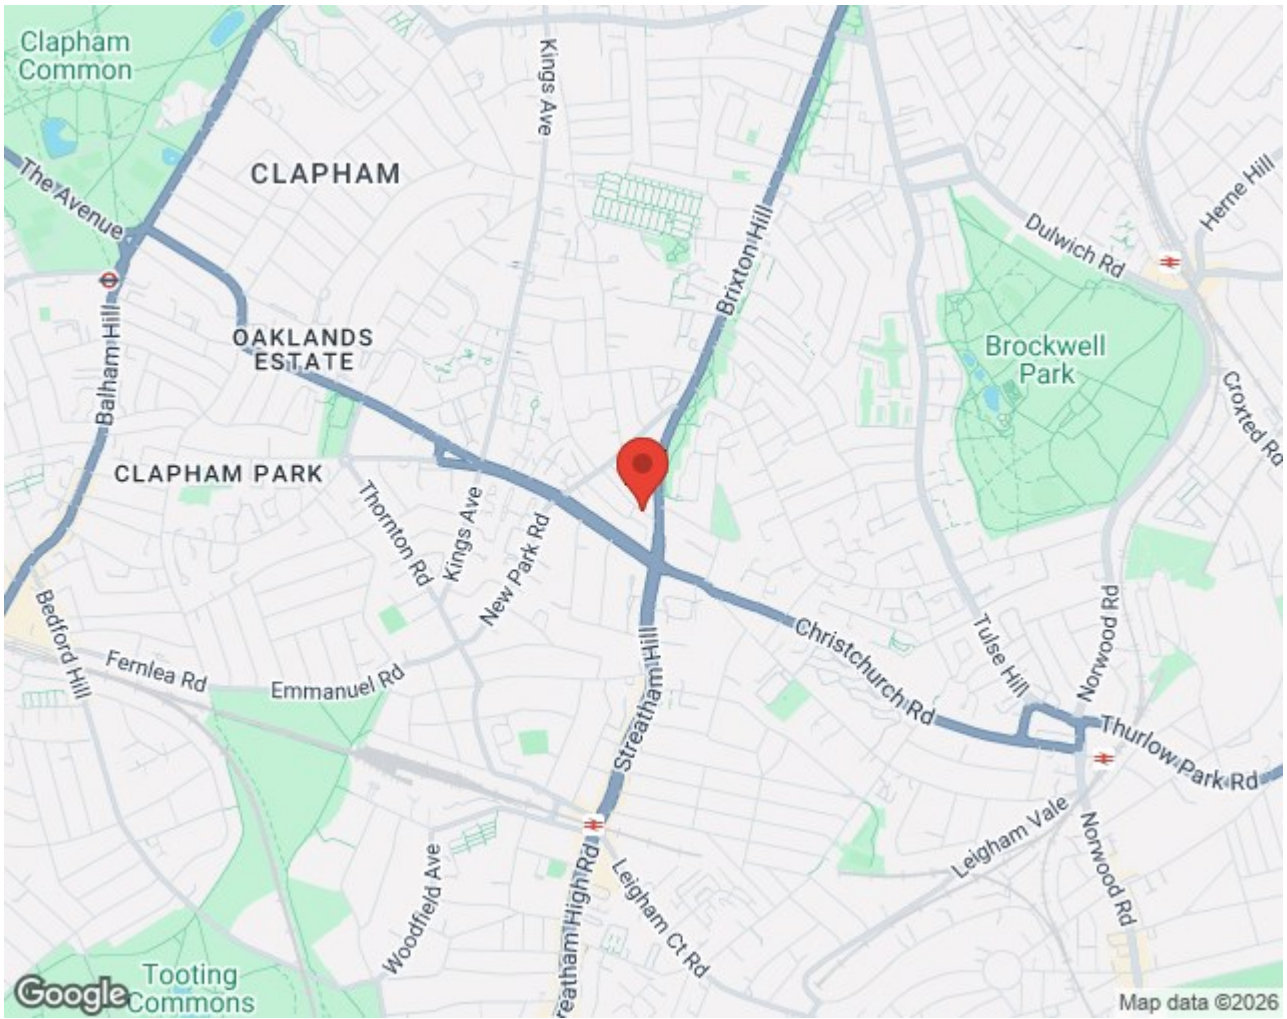 Clapham
Common
Kings Ave
CLAPHAM
The Avenue
Herne Hill
Dulwich Rd
Brixton Hill
Balham Hill
OAKLANDS
ESTATE
Brockwell
Park
Croxted Rd
CLAPHAM PARK
Thornton Rd
Kings Ave
New Park Rd
Bedford Hill
Tulse Hill
Norwood Rd
Christchurch Rd
Fernlea Rd
Emmanuel Rd
Streatham Hill
Thurlow Park Rd
Leigham Vale
Norwood Rd
Woodfield Ave
Leigham Ct Rd
reatham High Rd
Tooting
Commons
Google
Map data ©2026